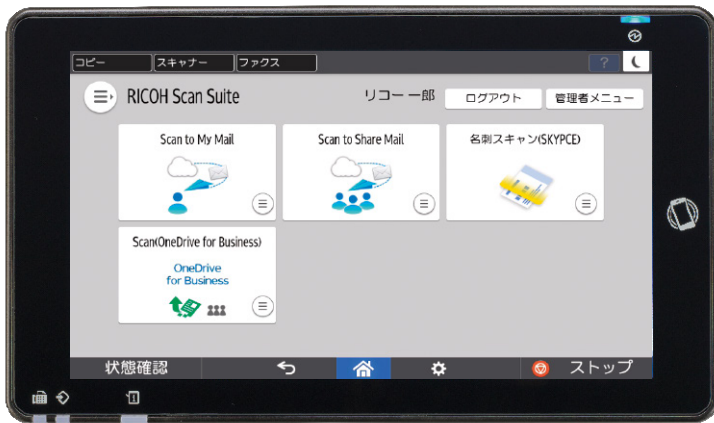 コピー
スキャナー
ファクス
?
RICOH Scan Suite
リコー 一郎
ログアウト
管理者メニュー
Scan to My Mail
Scan to Share Mail
名刺スキャン(SKYPCE)
Scan(OneDrive for Business)
OneDrive
for Business
状態確認
ストップ